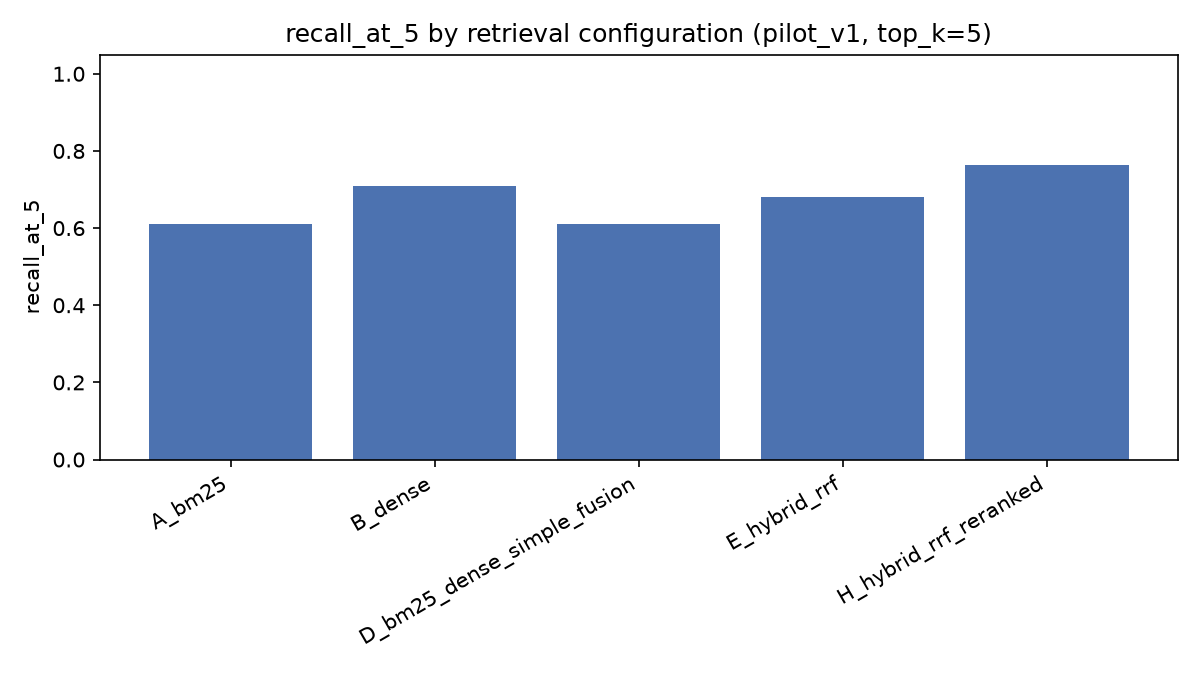 recall_at_5 by retrieval configuration (pilot_v1, top_k=5)
recall_at_5
1.0
0.8
0.6
0.4
0.2
0.0
A_bm25
B_dense
D_bm25_dense_simple_fusion
E_hybrid_rrf
H_hybrid_rrf_reranked